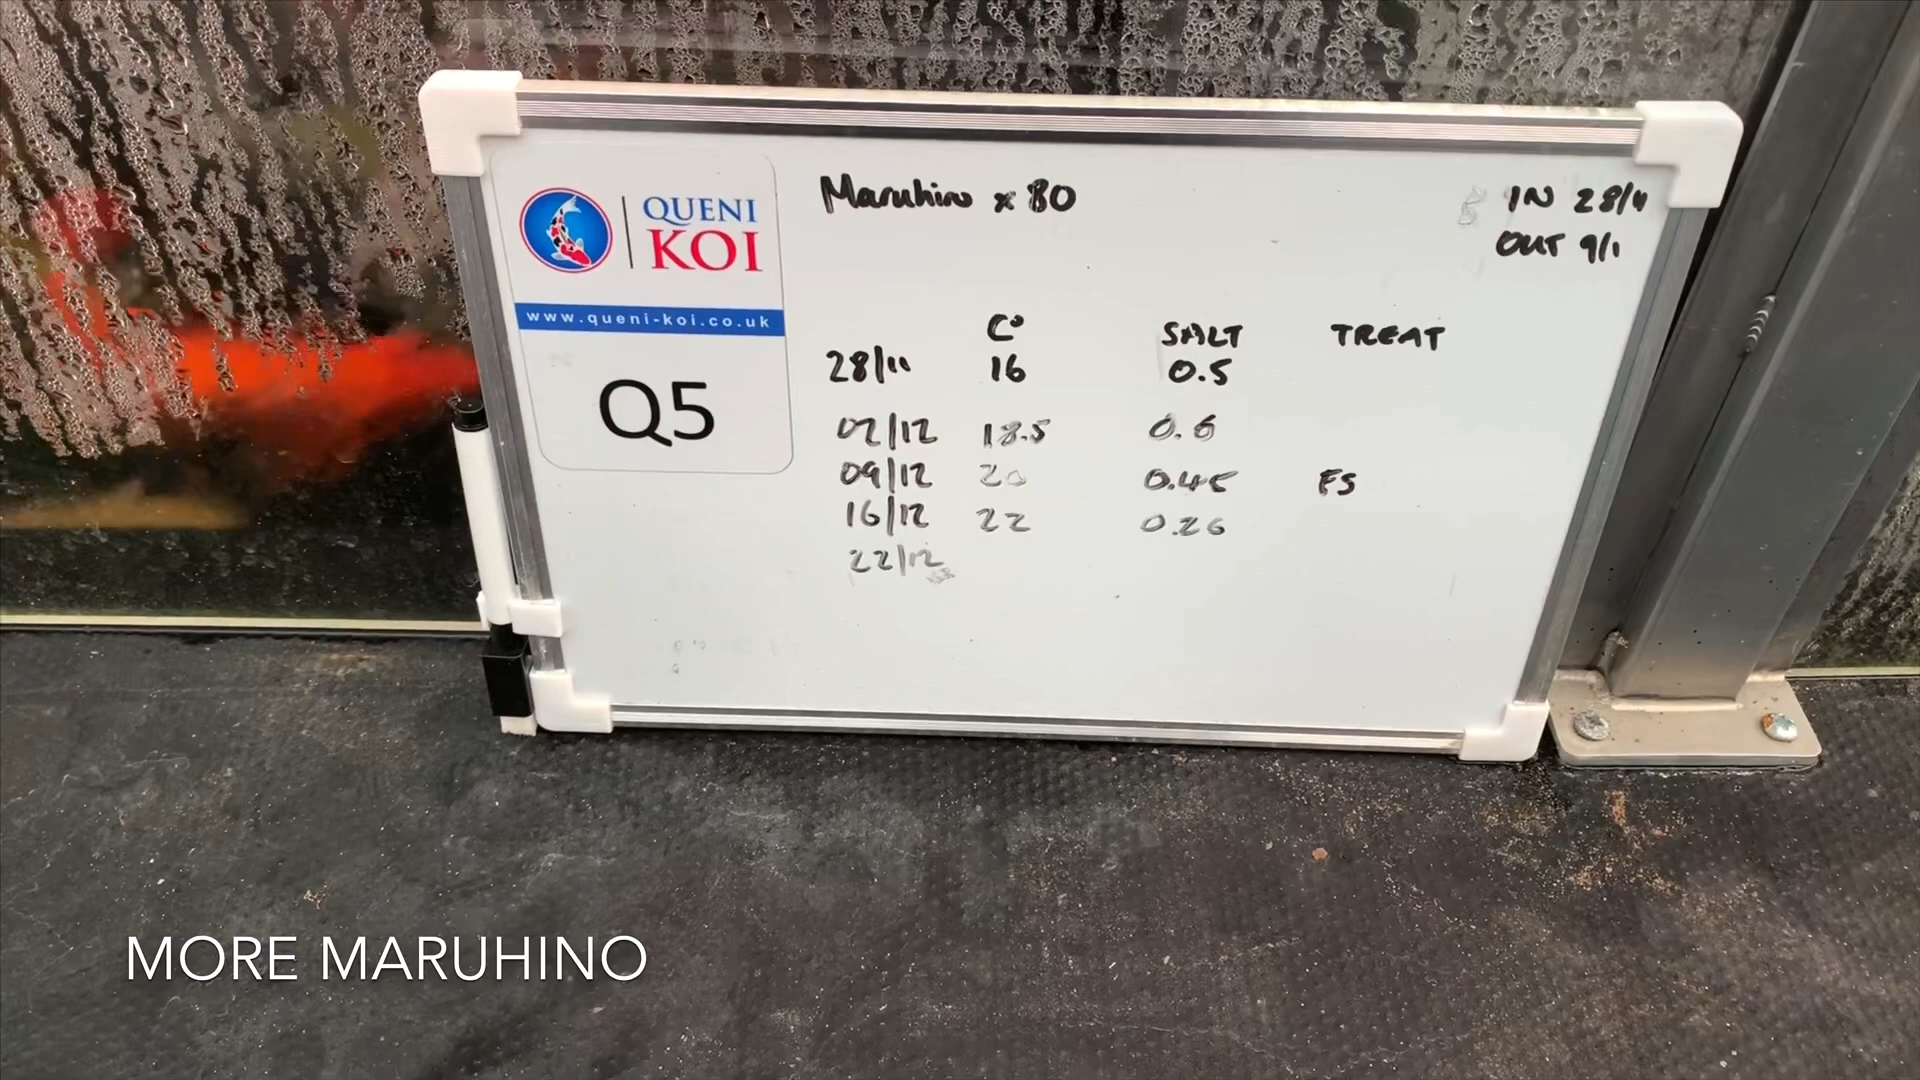 Maruhino x 80
IN 28/11
OUT 9/1
QUENI
KOI
www.queni-koi.co.uk
Q5
C° SALT TREAT
28/11 16 0.5
02/12 18.5 0.6
09/12 20 0.45 FS
16/12 22 0.26
22/12
MORE MARUHINO